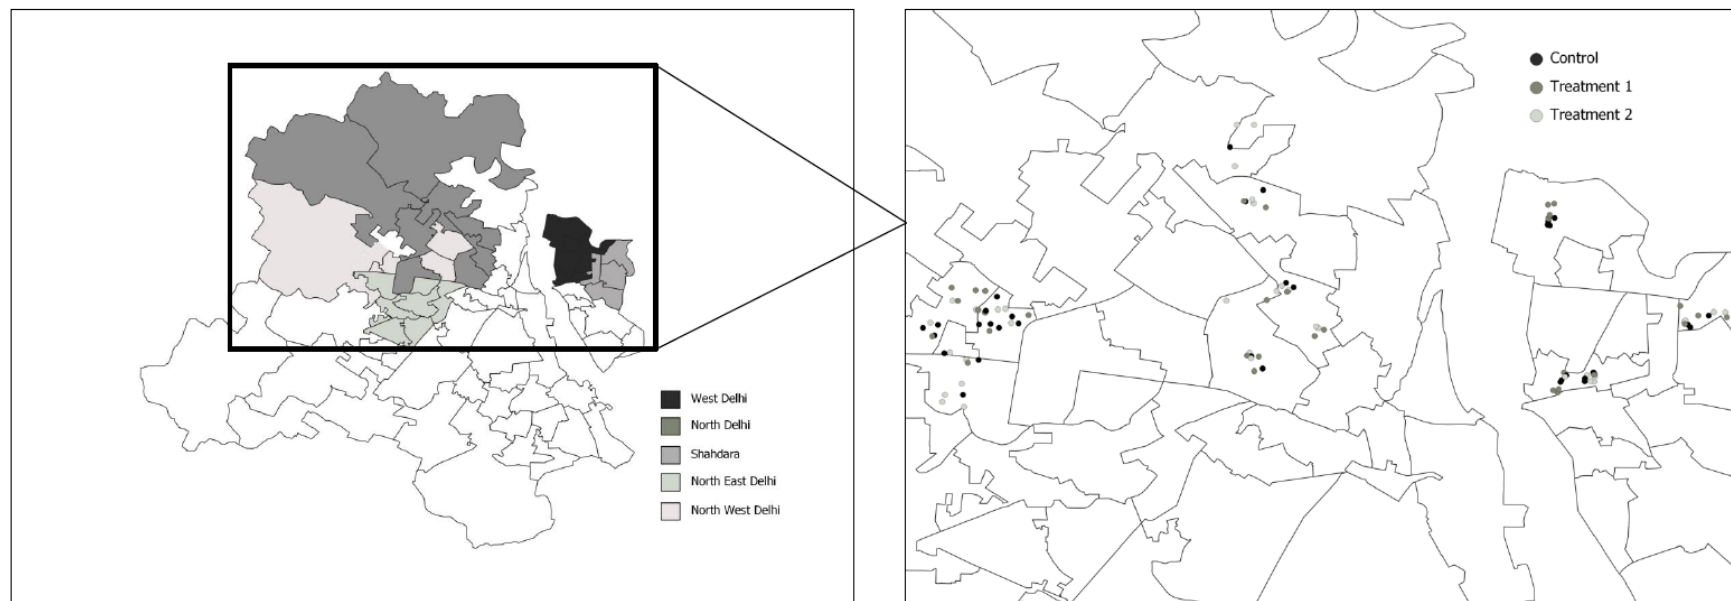 West Delhi
North Delhi
Shahdara
North East Delhi
North West Delhi
Control
Treatment 1
Treatment 2